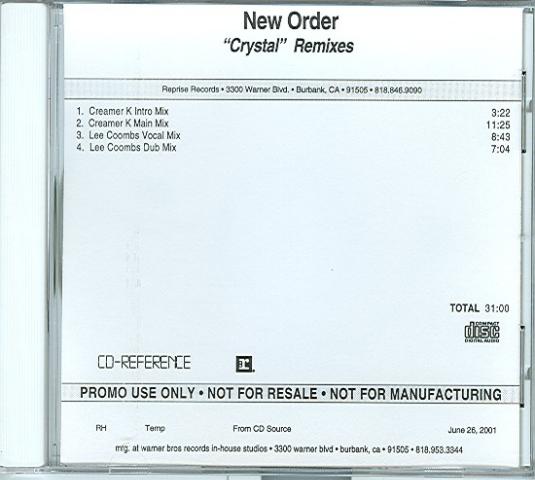 New Order
“Crystal” Remixes
Reprise Records • 3300 Warner Blvd. • Burbank, CA • 91505 • 818.846.9090
1. Creamer K Intro Mix 3:22
2. Creamer K Main Mix 11:25
3. Lee Coombs Vocal Mix 8:43
4. Lee Coombs Dub Mix 7:04
TOTAL 31:00
COMPACT
disc
DIGITAL AUDIO
CD-REFERENCE
PROMO USE ONLY • NOT FOR RESALE • NOT FOR MANUFACTURING
RH Temp From CD Source June 26, 2001
mfg. at warner bros records in-house studios • 3300 warner blvd • burbank, ca • 91505 • 818.953.3344